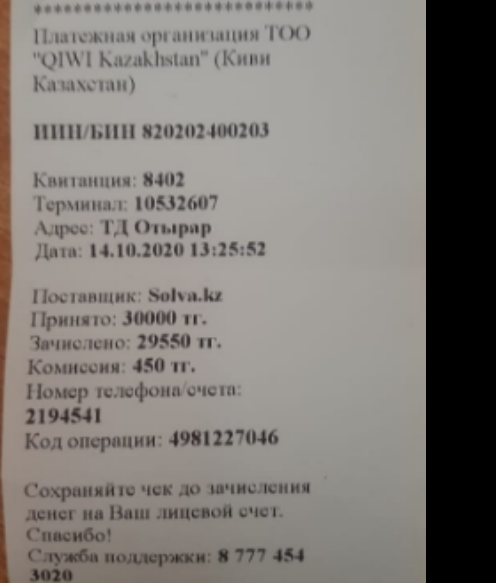 ****************************
Платежная организация ТОО
"QIWI Kazakhstan" (Киви
Казахстан)
ИИН/БИН 820202400203
Квитанция: 8402
Терминал: 10532607
Адрес: ТД Отырар
Дата: 14.10.2020 13:25:52
Поставщик: Solva.kz
Принято: 30000 тг.
Зачислено: 29550 тг.
Комиссия: 450 тг.
Номер телефона/счета:
2194541
Код операции: 4981227046
Сохраняйте чек до зачисления
денег на Ваш лицевой счет.
Спасибо!
Служба поддержки: 8 777 454
3020